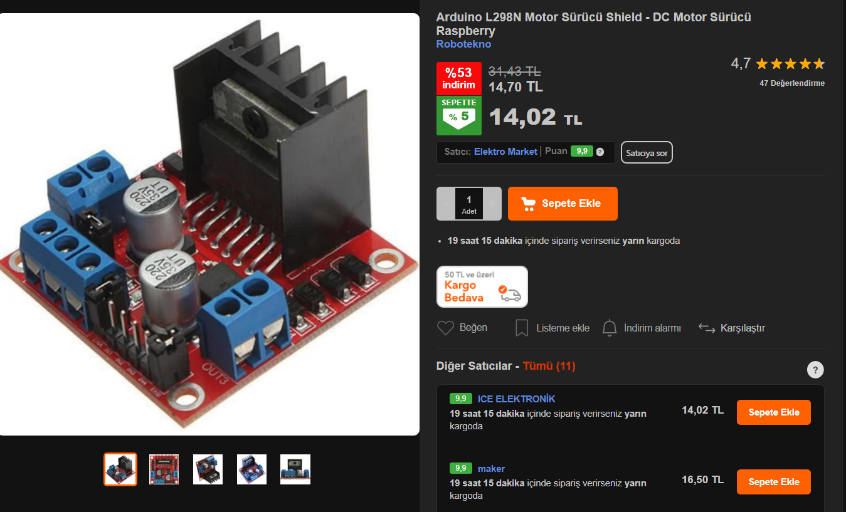 Arduino L298N Motor Sürücü Shield - DC Motor Sürücü
Raspberry
Robotekno
%53
indirim
31,43 TL
14,70 TL
SEPETTE
% 5
14,02 TL
4,7
47 Değerlendirme
Satıcı: Elektro Market | Puan 9,9 ?
Satıcıya sor
1
Adet
Sepete Ekle
19 saat 15 dakika içinde sipariş verirseniz yarın kargoda
50 TL ve üzeri
Kargo
Bedava
Beğen
Listeme ekle
İndirim alarmı
Karşılaştır
Diğer Satıcılar - Tümü (11)
?
9,9 ICE ELEKTRONİK
19 saat 16 dakika içinde sipariş verirseniz yarın
kargoda
14,02 TL
Sepete Ekle
9,9 maker
19 saat 15 dakika içinde sipariş verirseniz yarın
kargoda
16,50 TL
Sepete Ekle
UT
OUT3